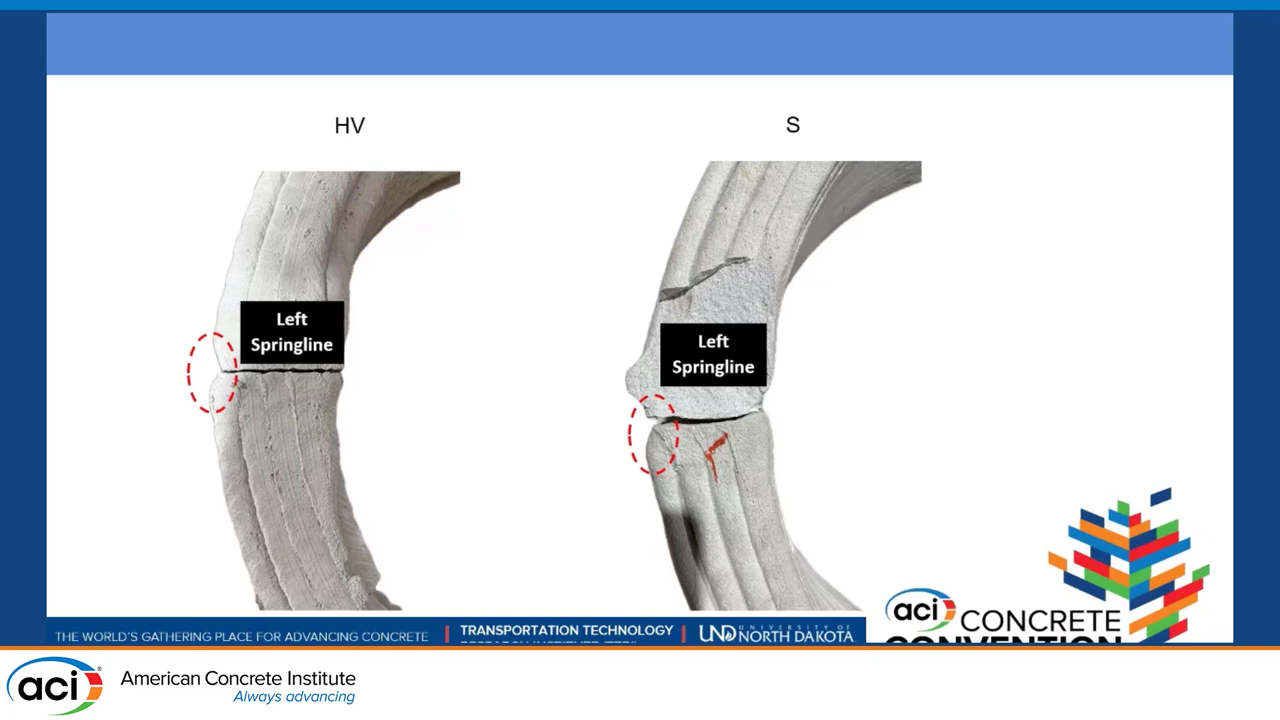 HV
S
Left
Springline
Left
Springline
THE WORLD'S GATHERING PLACE FOR ADVANCING CONCRETE
TRANSPORTATION TECHNOLOGY
UND
UNIVERSITY OF
NORTH DAKOTA
aci
CONCRETE
CONVENTION
aci
American Concrete Institute
Always advancing